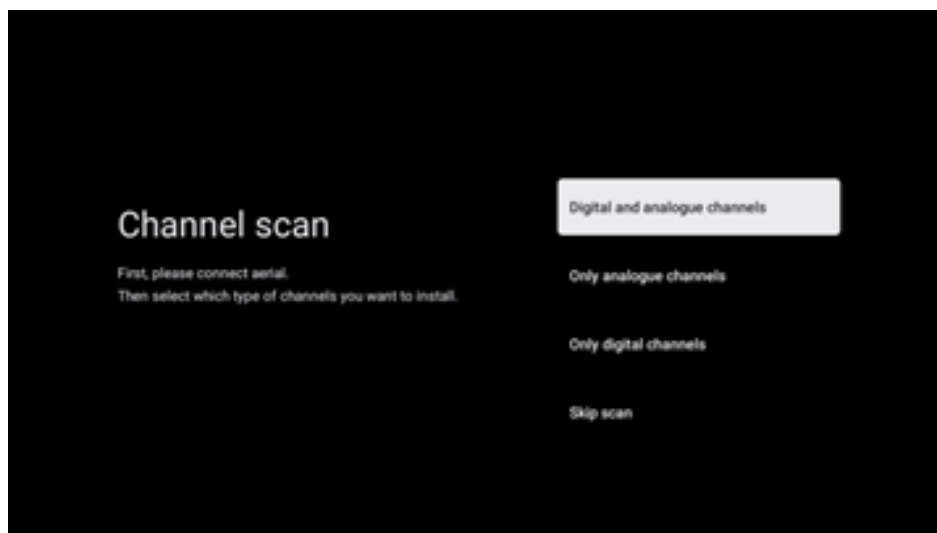 Channel scan
First, please connect aerial.
Then select which type of channels you want to install.
Digital and analogue channels
Only analogue channels
Only digital channels
Skip scan